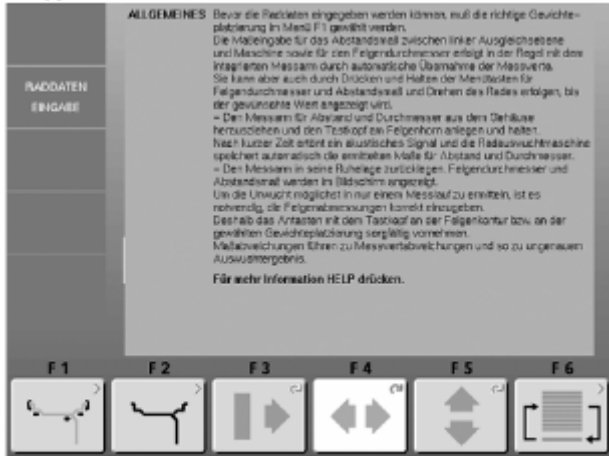 ALLGEMEINES Bevor die Raddaten eingegeben werden können, muß die richtige Gewichte-
platzierung im Menü F1 gewählt werden.
Die Maßeingabe für das Abstandsmaß zwischen linker Ausgleichsebene
und Maschine sowie für den Felgendurchmesser erfolgt in der Regel mit dem
integrierten Messarm durch automatische Übernahme der Messwerte.
Sie kann aber auch durch Drücken und Halten der Menütasten für
RADDATEN
EINGABE
Felgendurchmesser und Abstandsmaß und Drehen des Rades erfolgen, bis
der gewünschte Wert angezeigt wird.
– Den Messarm für Abstand und Durchmesser aus dem Gehäuse
herausziehen und den Tastkopf am Felgenhorn anlegen und halten.
Nach kurzer Zeit ertönt ein akustisches Signal und die Radauswuchtmaschine
speichert automatisch die ermittelten Maße für Abstand und Durchmesser.
– Den Messarm in seine Ruhelage zurücklegen. Felgendurchmesser und
Abstandsmaß werden im Bildschirm angezeigt.
Um die Unwucht möglichst in nur einem Messlauf zu ermitteln, ist es
notwendig, die Felgenabmessungen korrekt einzugeben.
Deshalb das Antasten mit dem Tastkopf an der Felgenkontur bzw. an der
gewählten Gewichteplatzierung sorgfältig vornehmen.
Maßabweichungen führen zu Messwertabweichungen und so zu ungenauem
Auswuchtergebnis.
Für mehr Information HELP drücken.
F 1 F 2 F 3 F 4 F 5 F 6